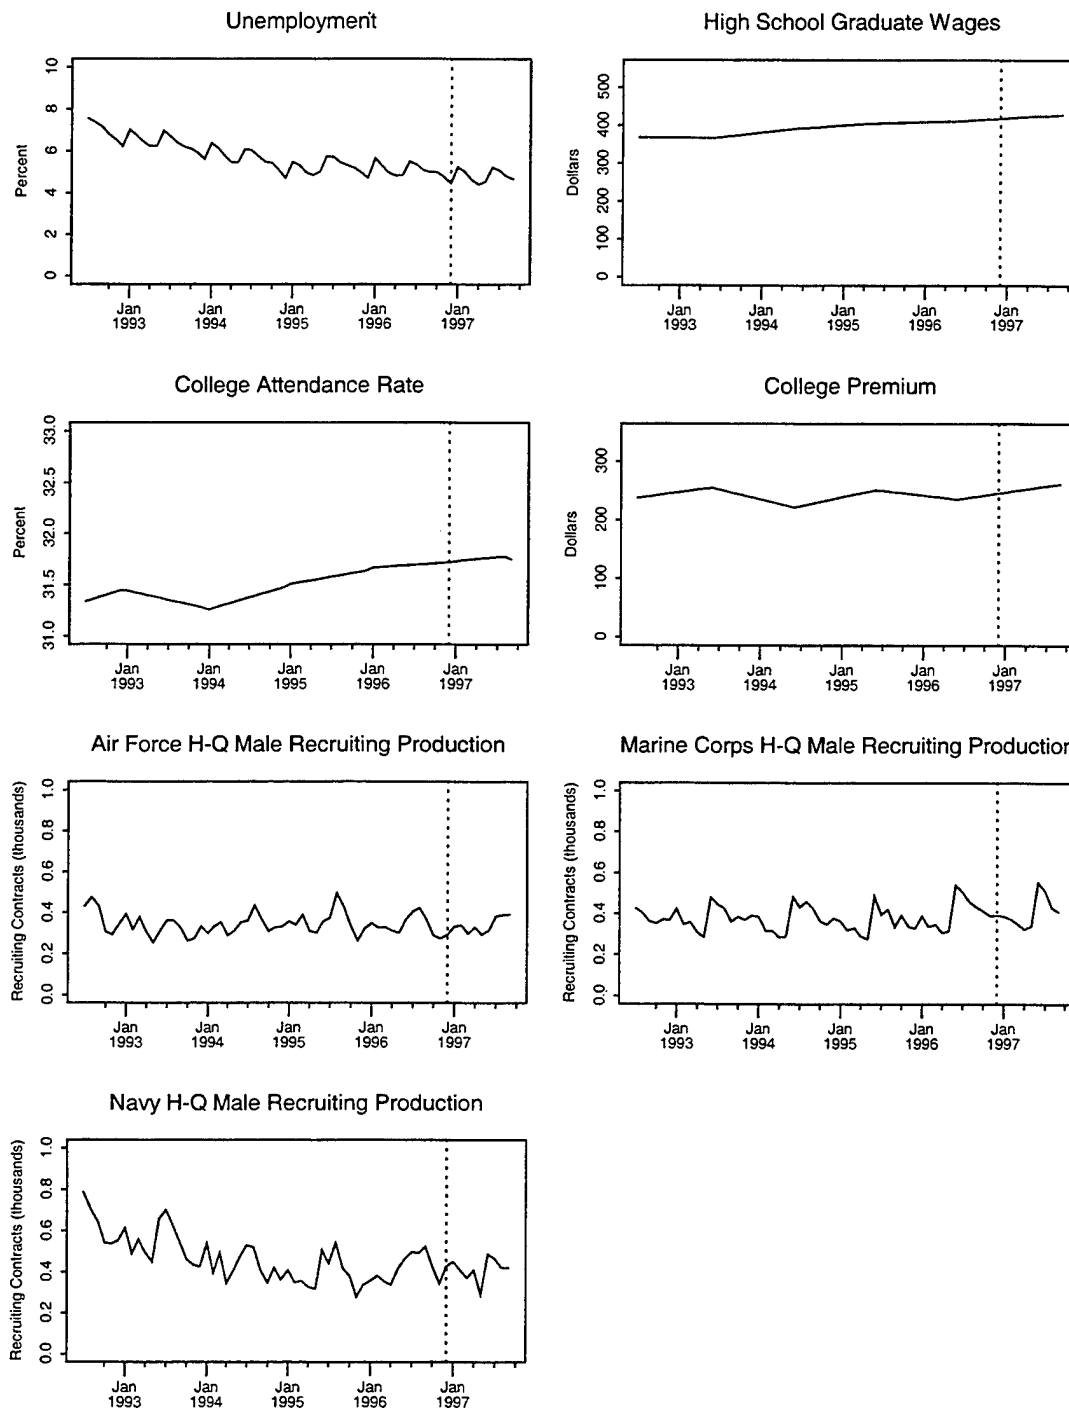 Unemployment
Percent
10
8
6
4
2
0
Jan Jan Jan Jan Jan
1993 1994 1995 1996 1997
High School Graduate Wages
Dollars
500
400
300
200
100
0
Jan Jan Jan Jan Jan
1993 1994 1995 1996 1997
College Attendance Rate
Percent
33.0
32.5
32.0
31.5
31.0
Jan Jan Jan Jan Jan
1993 1994 1995 1996 1997
College Premium
Dollars
300
200
100
0
Jan Jan Jan Jan Jan
1993 1994 1995 1996 1997
Air Force H-Q Male Recruiting Production
Recruiting Contracts (thousands)
1.0
0.8
0.6
0.4
0.2
0.0
Jan Jan Jan Jan Jan
1993 1994 1995 1996 1997
Marine Corps H-Q Male Recruiting Production
Recruiting Contracts (thousands)
1.0
0.8
0.6
0.4
0.2
0.0
Jan Jan Jan Jan Jan
1993 1994 1995 1996 1997
Navy H-Q Male Recruiting Production
Recruiting Contracts (thousands)
1.0
0.8
0.6
0.4
0.2
0.0
Jan Jan Jan Jan Jan
1993 1994 1995 1996 1997